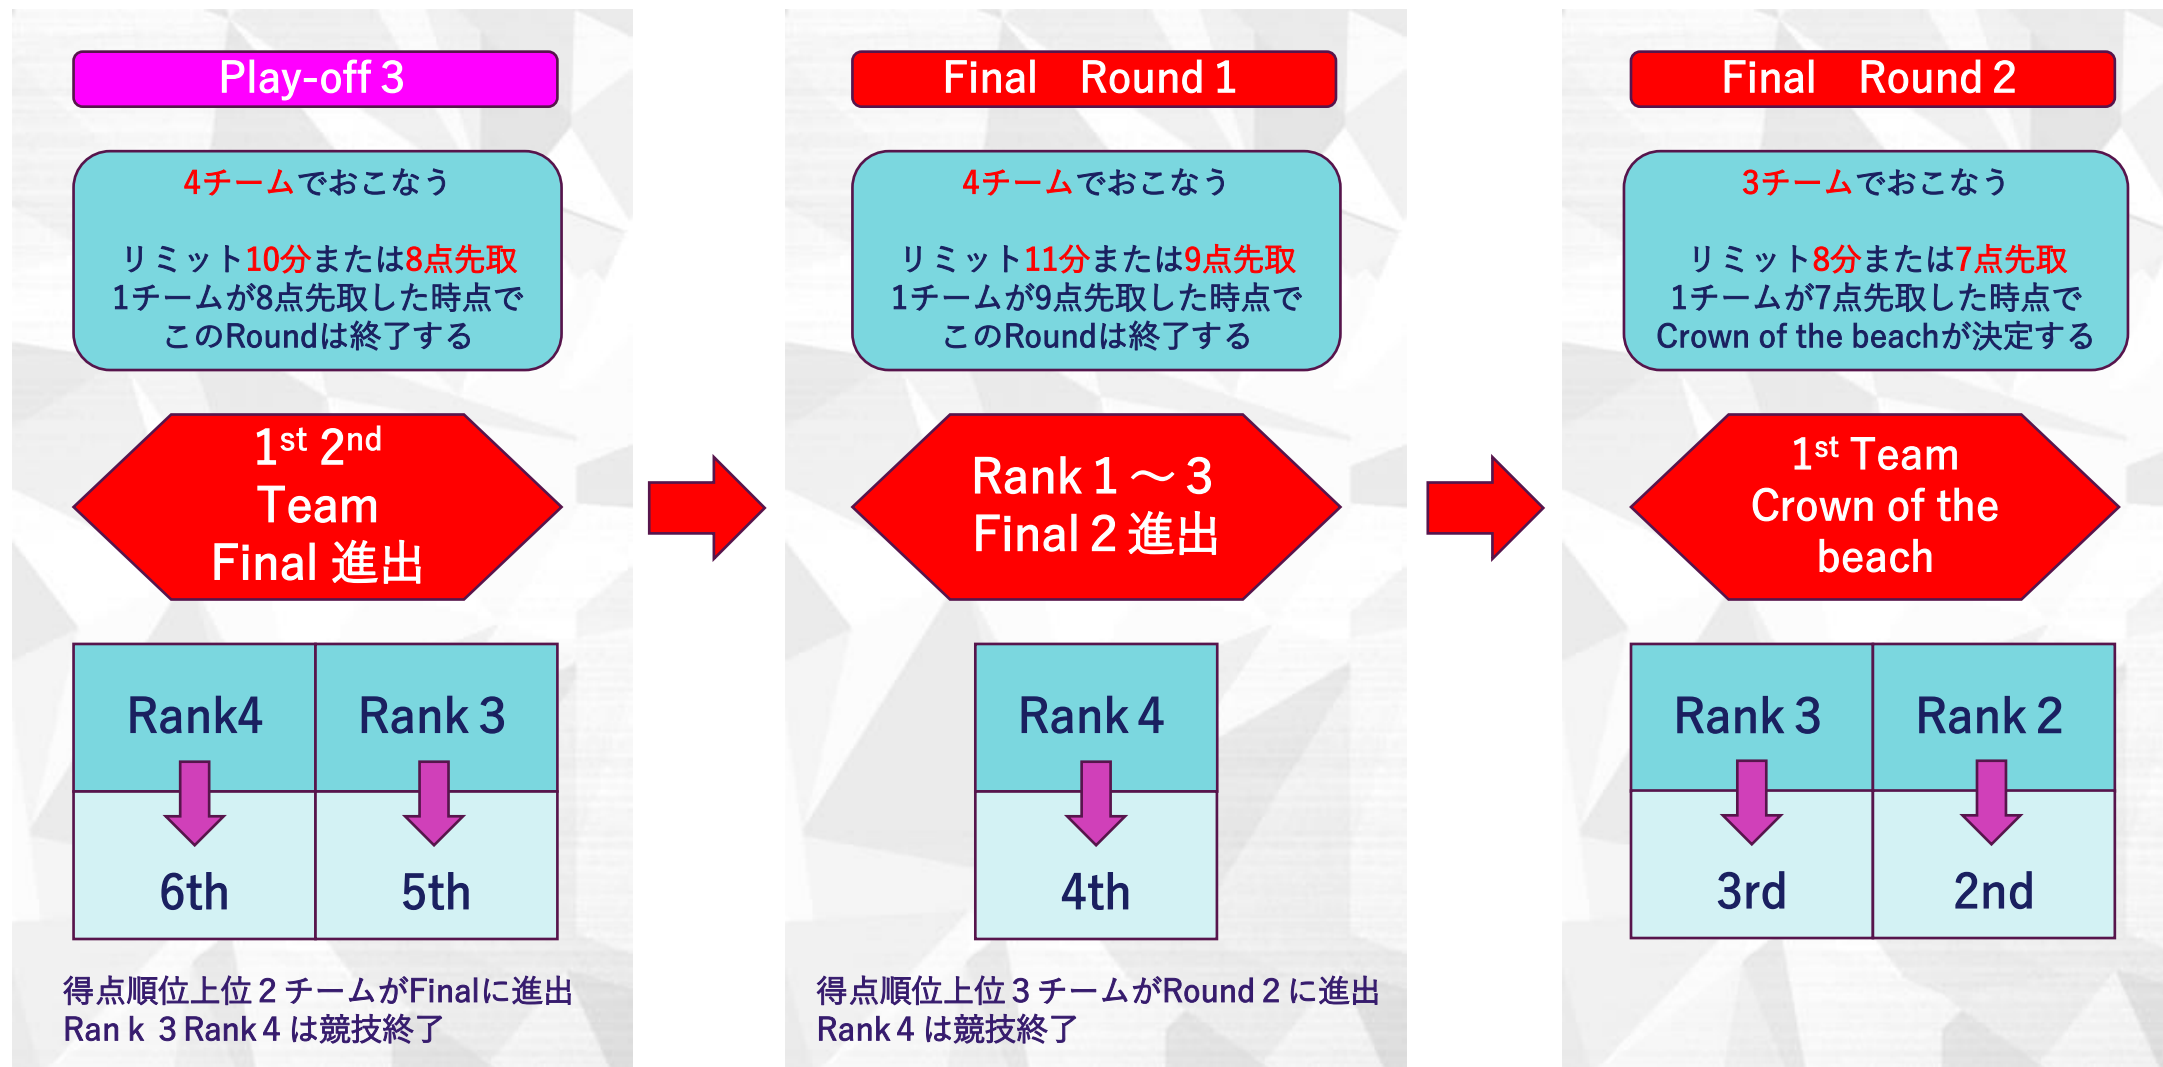 Play-off 3
4チームでおこなう
リミット10分または8点先取
1チームが8点先取した時点で
このRoundは終了する
1st 2nd
Team
Final 進出
Rank4
Rank 3
6th
5th
得点順位上位２チームがFinalに進出
Ranｋ ３Rank４は競技終了
Final　Round 1
4チームでおこなう
リミット11分または9点先取
1チームが9点先取した時点で
このRoundは終了する
Rank 1 ～ 3
Final 2 進出
Rank 4
4th
得点順位上位３チームがRound２に進出
Rank４は競技終了
Final　Round 2
3チームでおこなう
リミット8分または7点先取
1チームが7点先取した時点で
Crown of the beachが決定する
1st Team
Crown of the
beach
Rank 3
Rank 2
3rd
2nd